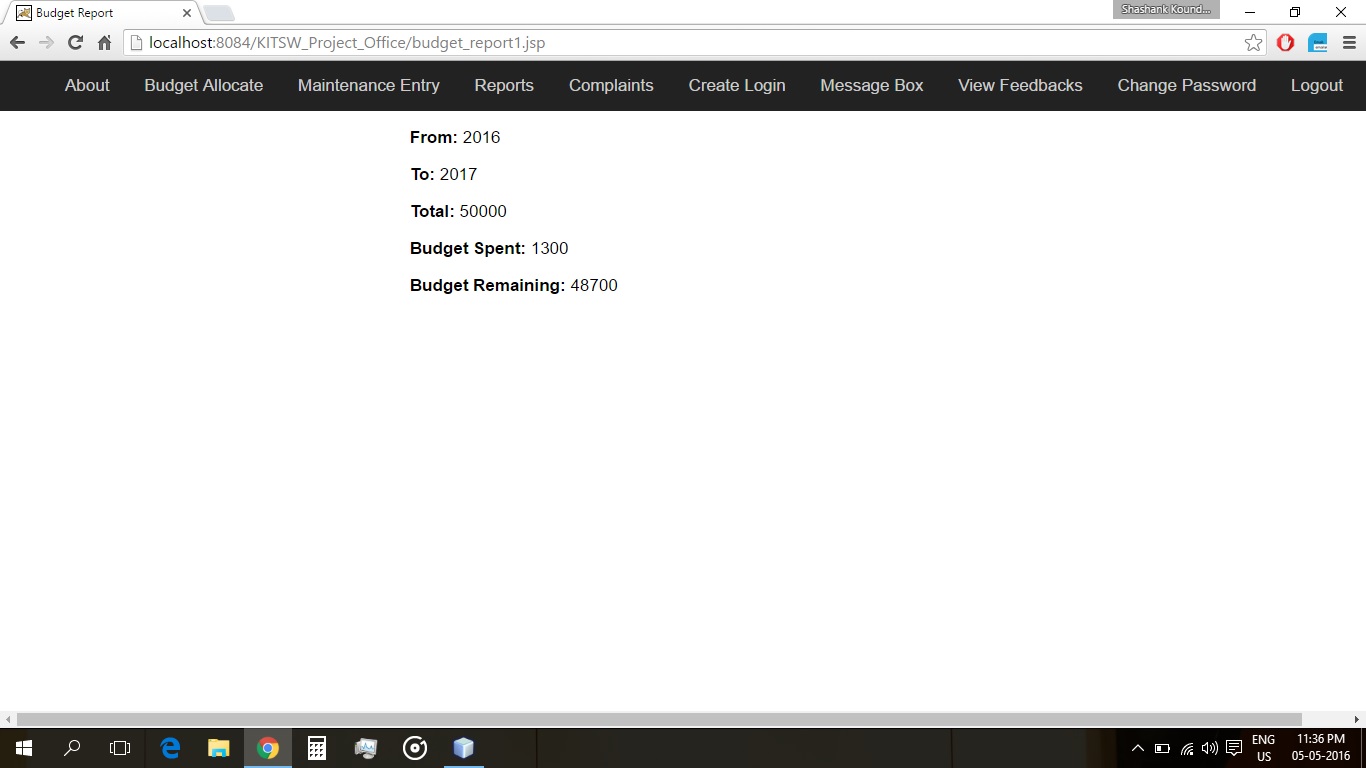 Budget Report
Shashank Kound...
localhost:8084/KITSW_Project_Office/budget_report1.jsp
About Budget Allocate Maintenance Entry Reports Complaints Create Login Message Box View Feedbacks Change Password Logout
From: 2016
To: 2017
Total: 50000
Budget Spent: 1300
Budget Remaining: 48700
ENG 11:36 PM
US 05-05-2016